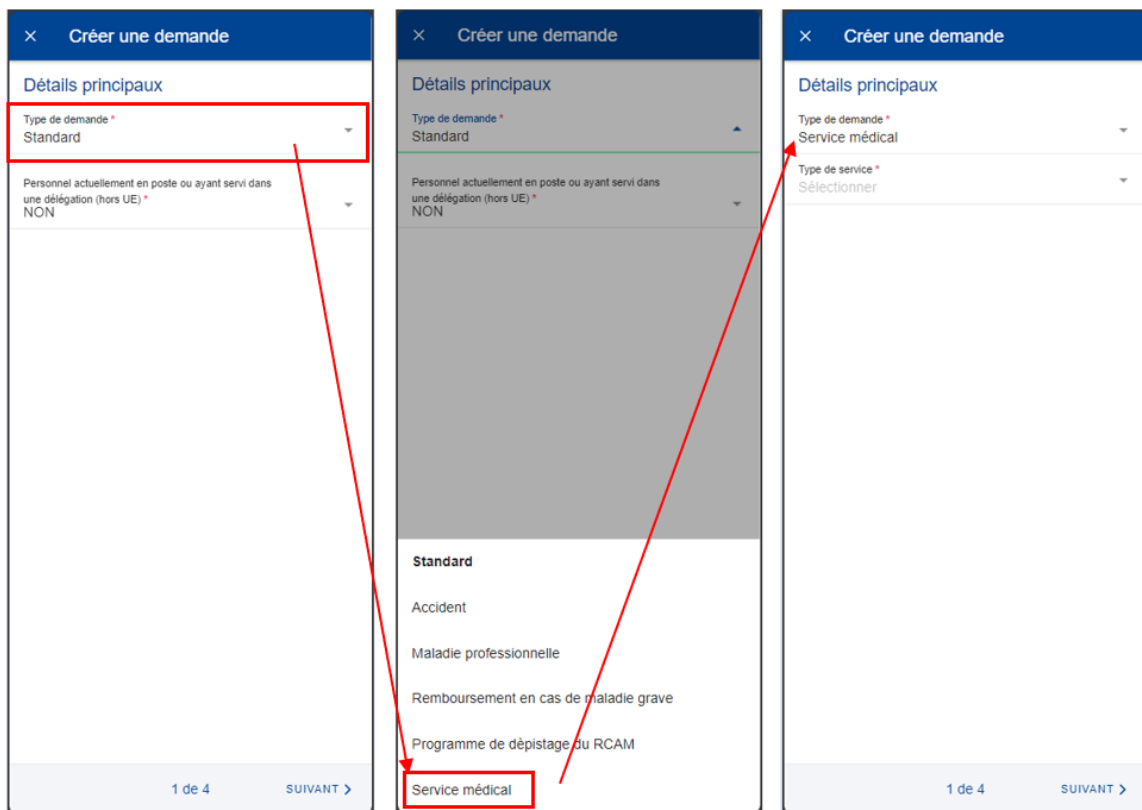 × Créer une demande
Détails principaux
Type de demande *
Standard
Personnel actuellement en poste ou ayant servi dans
une délégation (hors UE) *
NON
1 de 4 SUIVANT >
× Créer une demande
Détails principaux
Type de demande *
Standard
Personnel actuellement en poste ou ayant servi dans
une délégation (hors UE) *
NON
Standard
Accident
Maladie professionnelle
Remboursement en cas de maladie grave
Programme de dèpistage du RCAM
Service médical
× Créer une demande
Détails principaux
Type de demande *
Service médical
Type de service *
Sélectionner
1 de 4 SUIVANT >